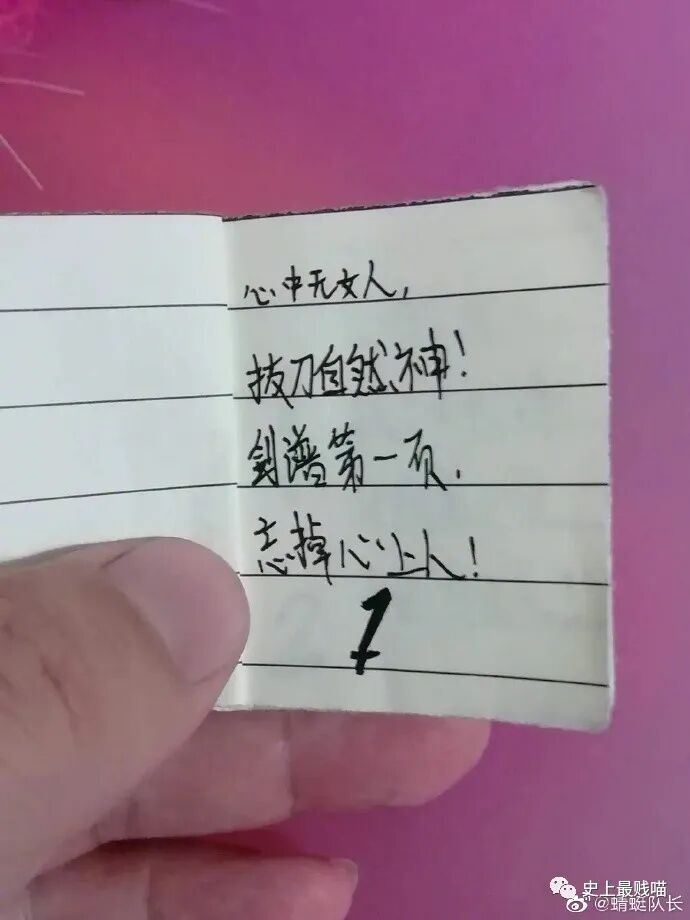 心中无女人,
拔刀自然神!
剑谱第一页.
忘掉心上人!
1
史上最贱喵
@蜻蜓队长